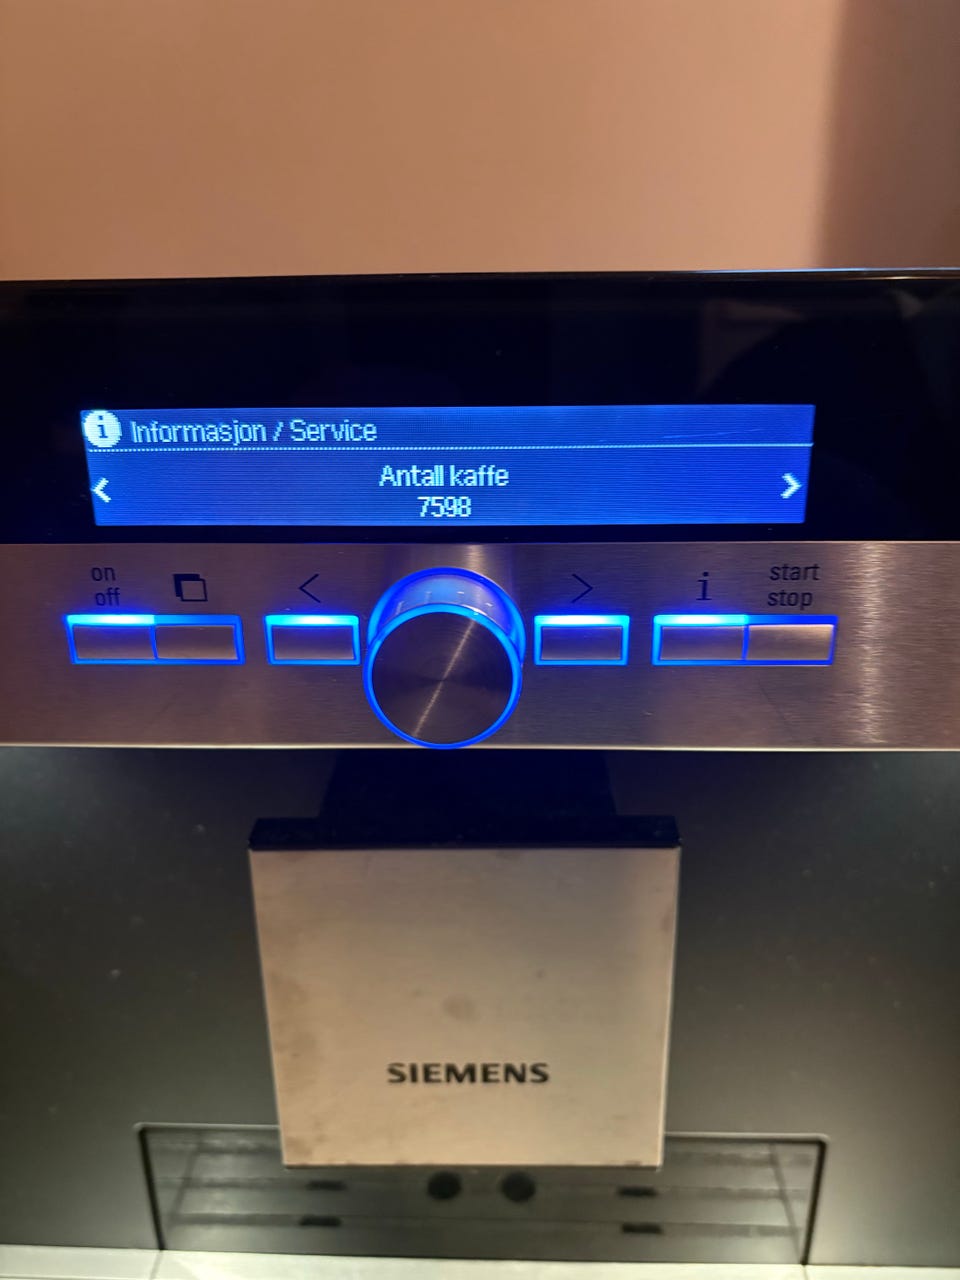 i Informasjon / Service
< Antall kaffe >
7598
on
off
<
>
i
start
stop
SIEMENS